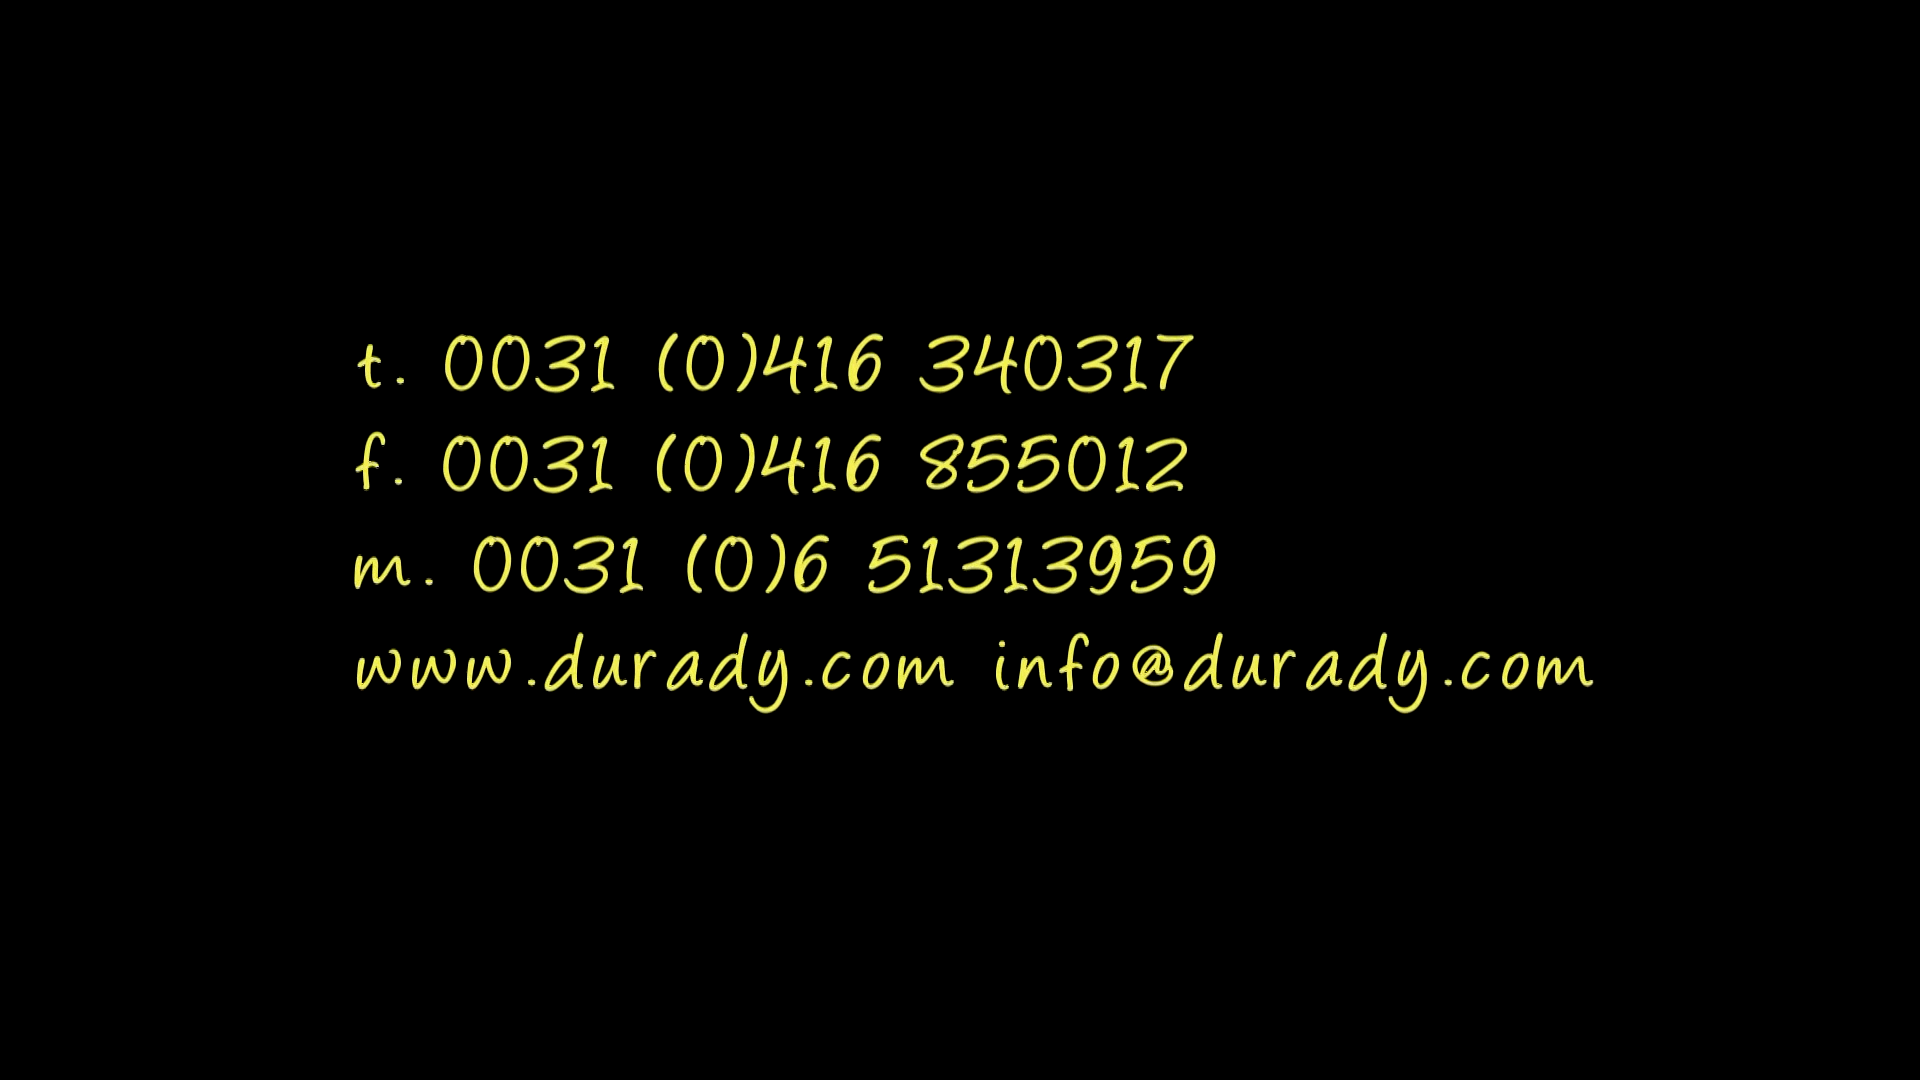 t. 0031 (0)416 340317
f. 0031 (0)416 855012
m. 0031 (0)6 51313959
www.durady.com info@durady.com